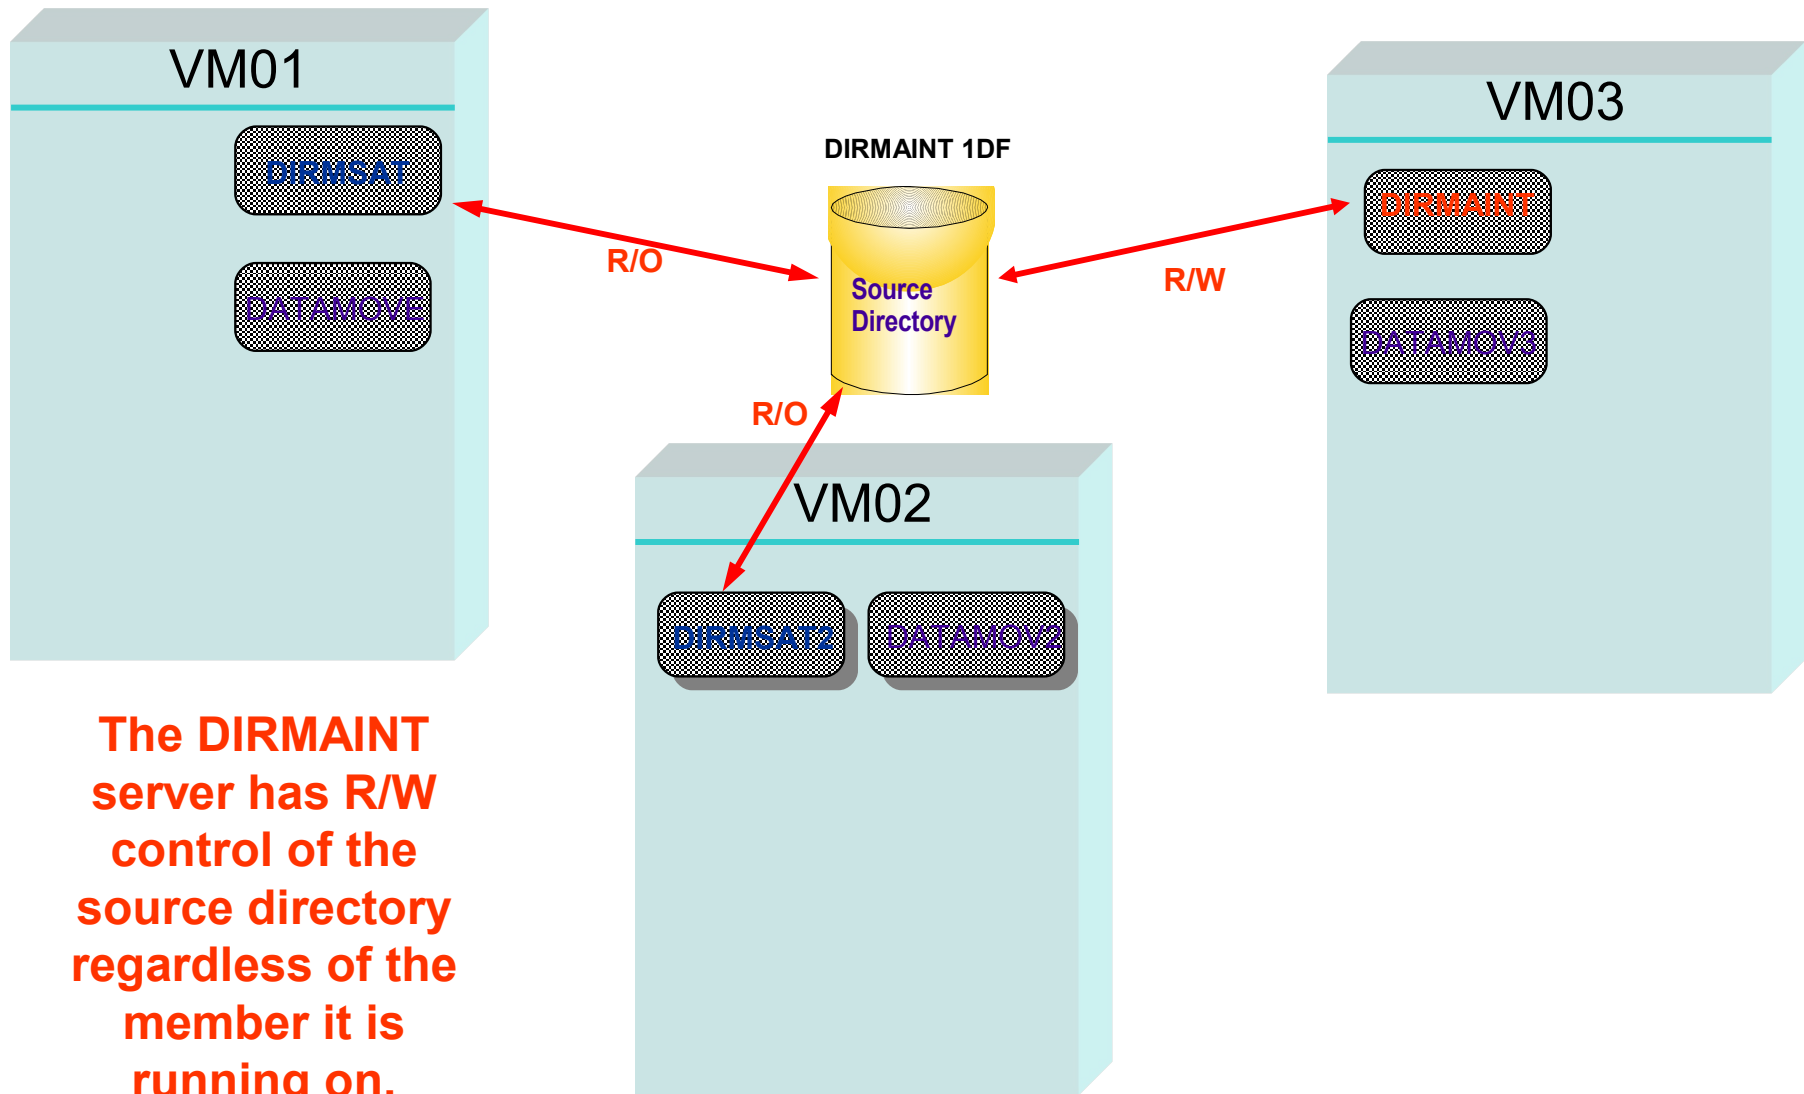 VM01
DIRMSAT
DATAMOVE
R/O
DIRMAINT 1DF
Source
Directory
R/W
VM03
DIRMAINT
DATAMOV3
R/O
VM02
DIRMSAT2
DATAMOV2
The DIRMAINT
server has R/W
control of the
source directory
regardless of the
member it is
running on.